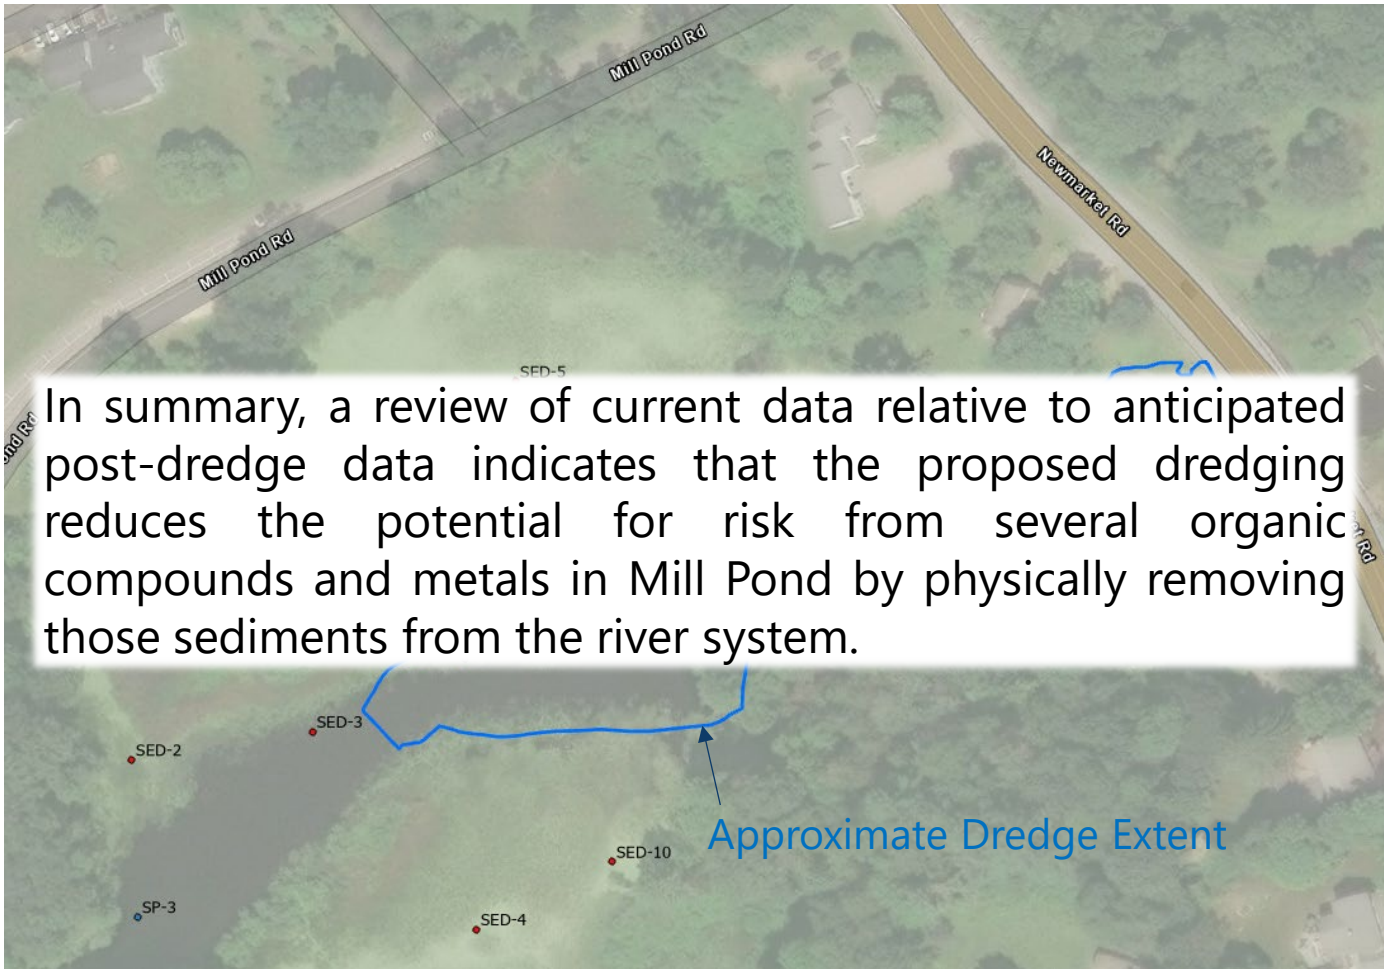 Mill Pond Rd
Newmarket Rd
Mill Pond Rd
SED-5
In summary, a review of current data relative to anticipated
post-dredge data indicates that the proposed dredging
reduces the potential for risk from several organic
compounds and metals in Mill Pond by physically removing
those sediments from the river system.
SED-3
SED-2
Approximate Dredge Extent
SED-10
SP-3
SED-4